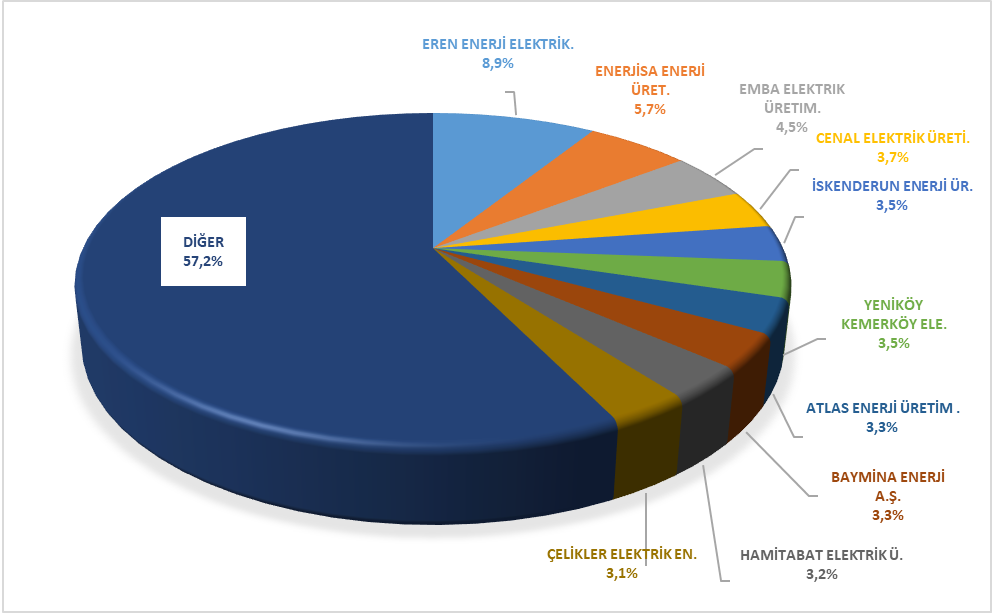 EREN ENERJİ ELEKTRİK.
8,9%
ENERJİSA ENERJİ
ÜRET.
5,7%
EMBA ELEKTRIK
ÜRETIM.
4,5%
CENAL ELEKTRİK ÜRETİ.
3,7%
İSKENDERUN ENERJİ ÜR.
3,5%
YENİKÖY
KEMERKÖY ELE.
3,5%
ATLAS ENERJİ ÜRETİM .
3,3%
BAYMİNA ENERJİ
A.Ş.
3,3%
HAMİTABAT ELEKTRİK Ü.
3,2%
ÇELİKLER ELEKTRİK EN.
3,1%
DİĞER
57,2%